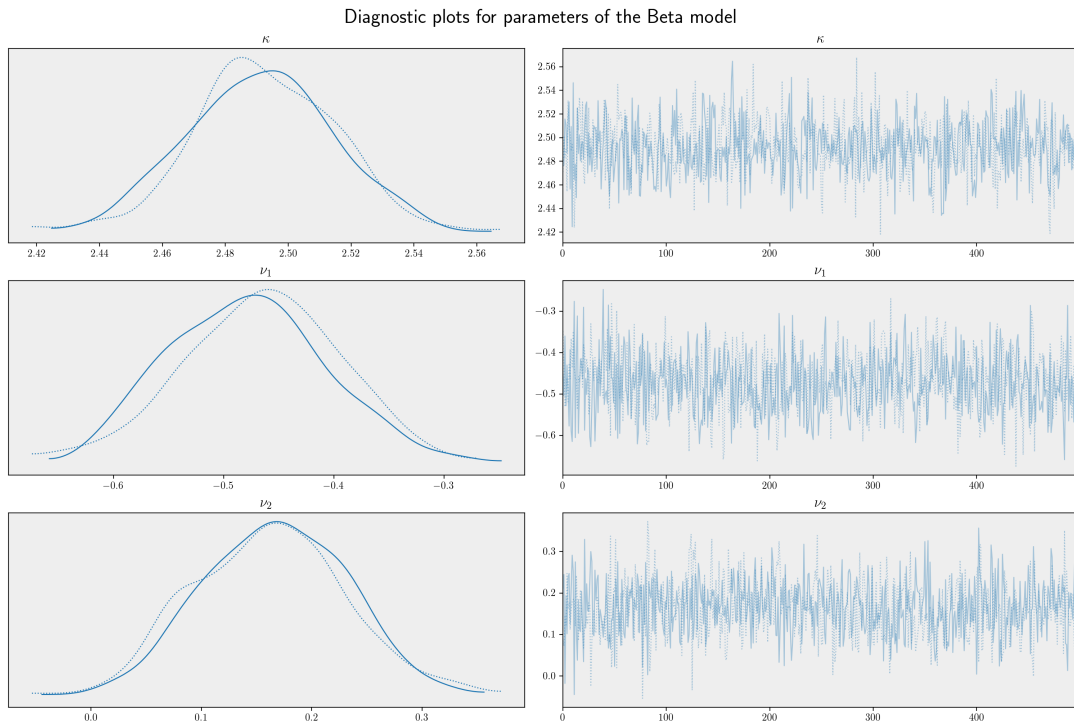 Diagnostic plots for parameters of the Beta model
κ
κ
2.42 2.44 2.46 2.48 2.50 2.52 2.54 2.56
2.56
2.54
2.52
2.50
2.48
2.46
2.44
2.42
0 100 200 300 400
ν₁
ν₁
−0.6 −0.5 −0.4 −0.3
−0.3
−0.4
−0.5
−0.6
0 100 200 300 400
ν₂
ν₂
0.0 0.1 0.2 0.3
0.3
0.2
0.1
0.0
0 100 200 300 400